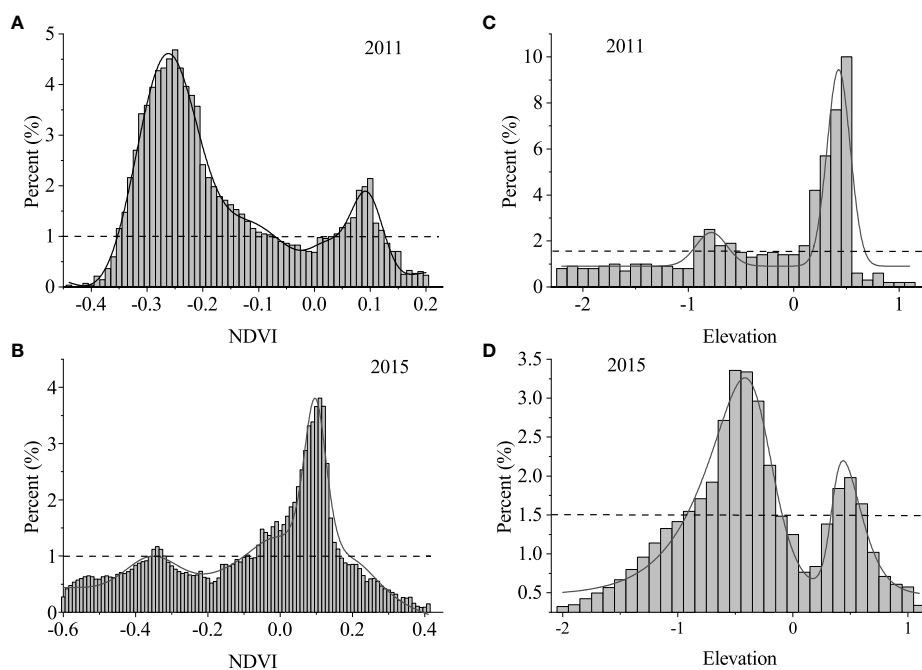 A
2011
5
4
3
2
1
0
Percent (%)
-0.4 -0.3 -0.2 -0.1 0.0 0.1 0.2
NDVI
C
2011
10
8
6
4
2
0
Percent (%)
-2 -1 0 1
Elevation
B
2015
4
3
2
1
0
Percent (%)
-0.6 -0.4 -0.2 0.0 0.2 0.4
NDVI
D
2015
3.5
3.0
2.5
2.0
1.5
1.0
0.5
Percent (%)
-2 -1 0 1
Elevation